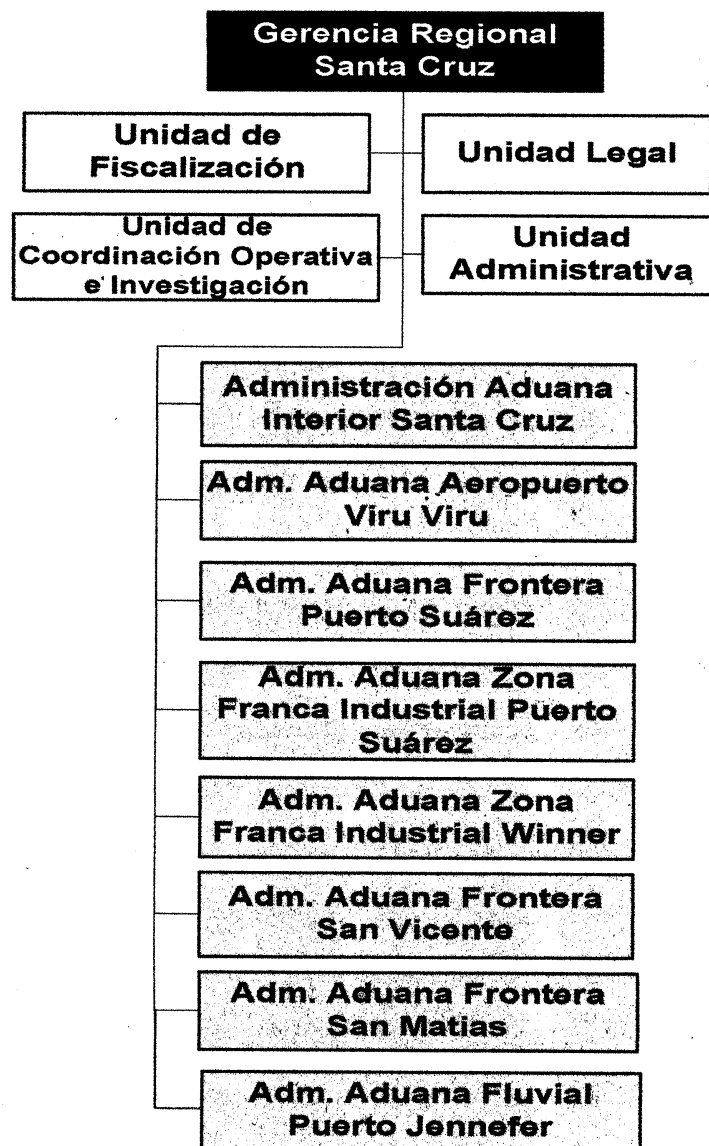 Gerencia Regional
Santa Cruz
Unidad de
Fiscalización
Unidad Legal
Unidad de
Coordinación Operativa
e Investigación
Unidad
Administrativa
Administración Aduana
Interior Santa Cruz
Adm. Aduana Aeropuerto
Viru Viru
Adm. Aduana Frontera
Puerto Suárez
Adm. Aduana Zona
Franca Industrial Puerto
Suárez
Adm. Aduana Zona
Franca Industrial Winner
Adm. Aduana Frontera
San Vicente
Adm. Aduana Frontera
San Matias
Adm. Aduana Fluvial
Puerto Jennefer